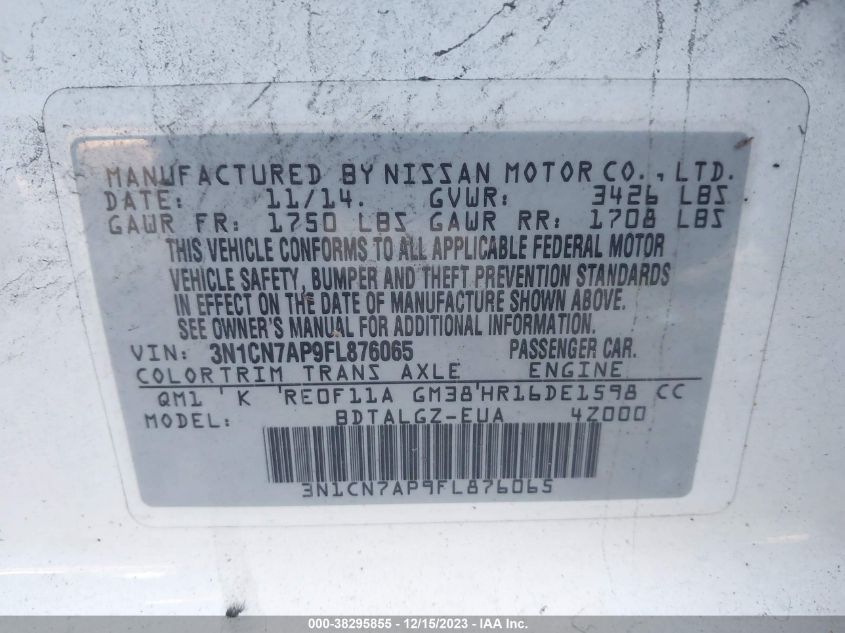 MANUFACTURED BY NISSAN MOTOR CO., LTD.
DATE: 11/14. GVWR: 3426 LBS
GAWR FR: 1750 LBS GAWR RR: 1708 LBS
THIS VEHICLE CONFORMS TO ALL APPLICABLE FEDERAL MOTOR
VEHICLE SAFETY, BUMPER AND THEFT PREVENTION STANDARDS
IN EFFECT ON THE DATE OF MANUFACTURE SHOWN ABOVE.
SEE OWNER'S MANUAL FOR ADDITIONAL INFORMATION.
VIN: 3N1CN7AP9FL876065 PASSENGER CAR.
COLORTRIM TRANS AXLE ENGINE
QM1 ' K 'RE0F11A GM38'HR16DE1598 CC
MODEL: BDTALGZ-EUA 4Z000
3N1CN7AP9FL876065
000-38295855 - 12/15/2023 - IAA Inc.